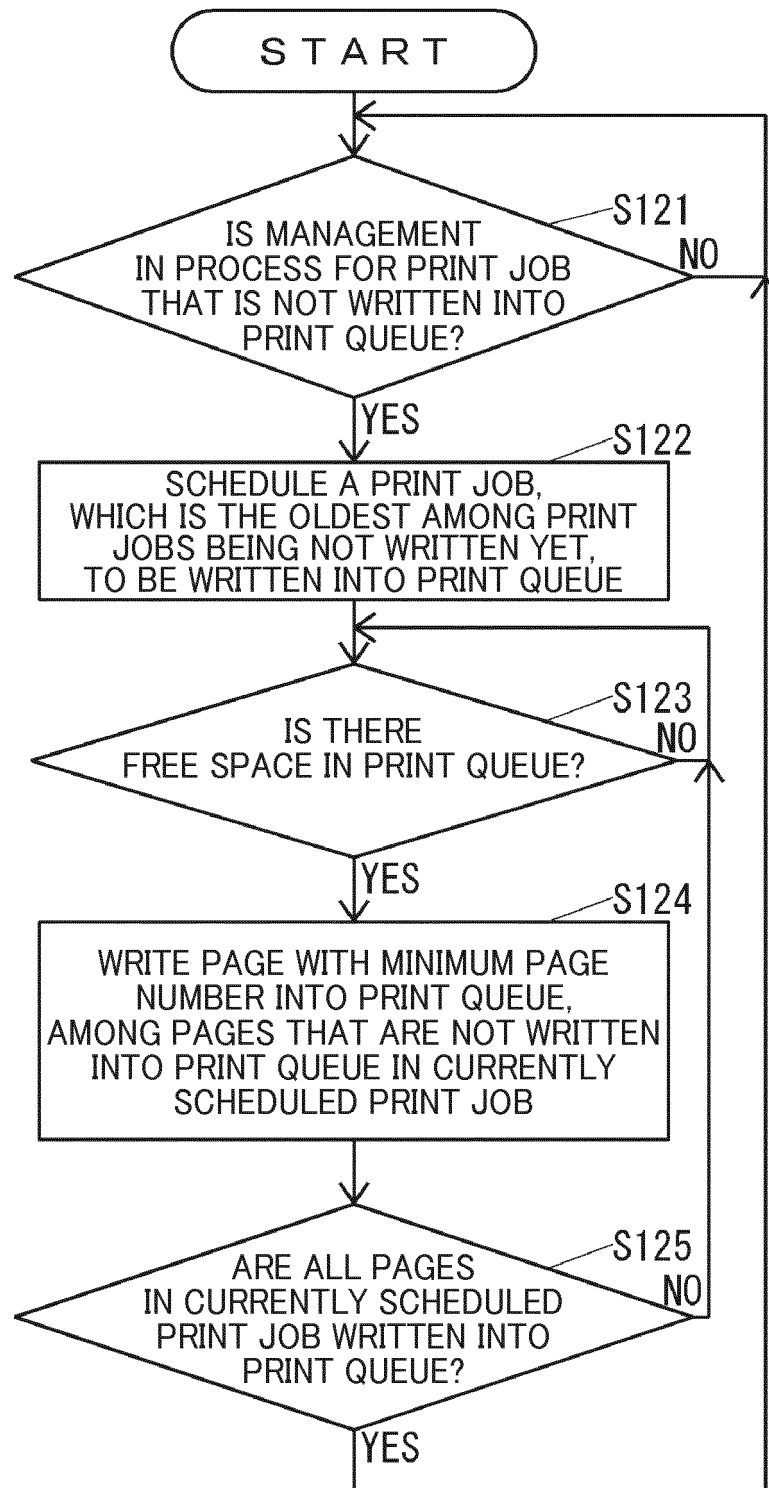 START
S121
IS MANAGEMENT
IN PROCESS FOR PRINT JOB
THAT IS NOT WRITTEN INTO
PRINT QUEUE?
NO
YES
S122
SCHEDULE A PRINT JOB,
WHICH IS THE OLDEST AMONG PRINT
JOBS BEING NOT WRITTEN YET,
TO BE WRITTEN INTO PRINT QUEUE
S123
IS THERE
FREE SPACE IN PRINT QUEUE?
NO
YES
S124
WRITE PAGE WITH MINIMUM PAGE
NUMBER INTO PRINT QUEUE,
AMONG PAGES THAT ARE NOT WRITTEN
INTO PRINT QUEUE IN CURRENTLY
SCHEDULED PRINT JOB
S125
ARE ALL PAGES
IN CURRENTLY SCHEDULED
PRINT JOB WRITTEN INTO
PRINT QUEUE?
NO
YES